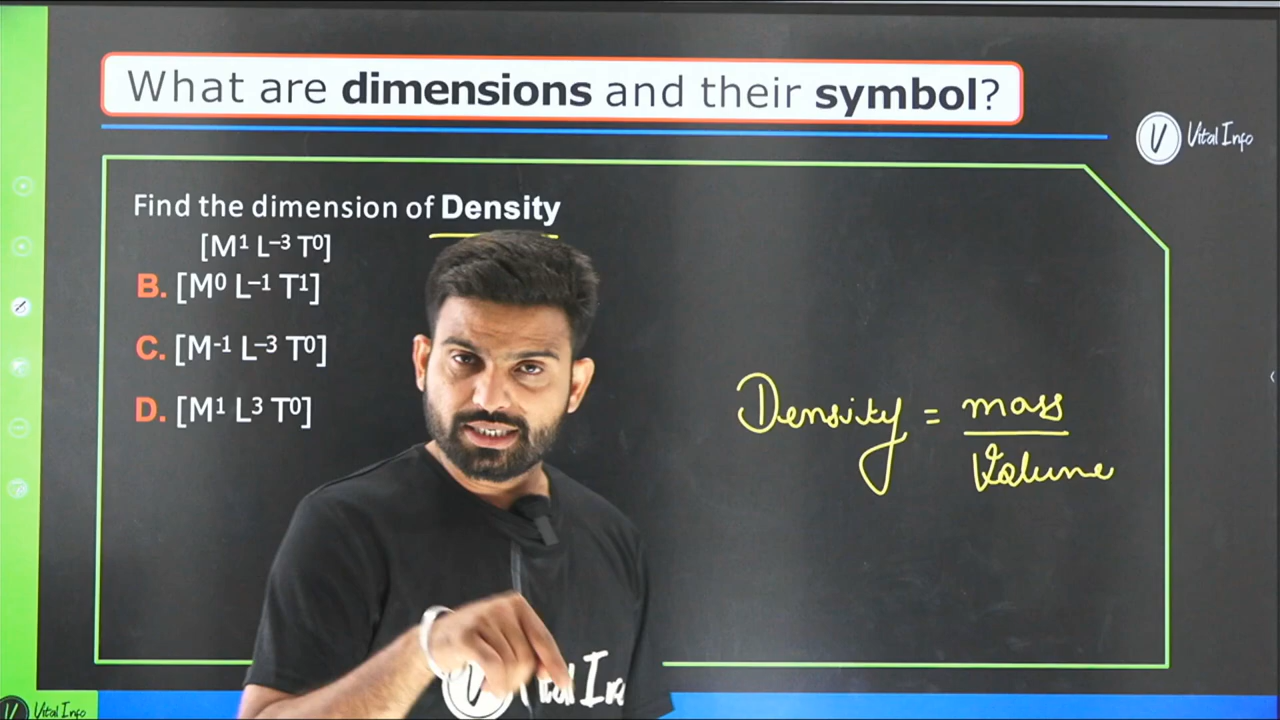 What are dimensions and their symbol?
Vital Info
Find the dimension of Density
[M¹ L⁻³ T⁰]
B. [M⁰ L⁻¹ T¹]
C. [M⁻¹ L⁻³ T⁰]
D. [M¹ L³ T⁰]
Density = mass
Volume
Vital Info